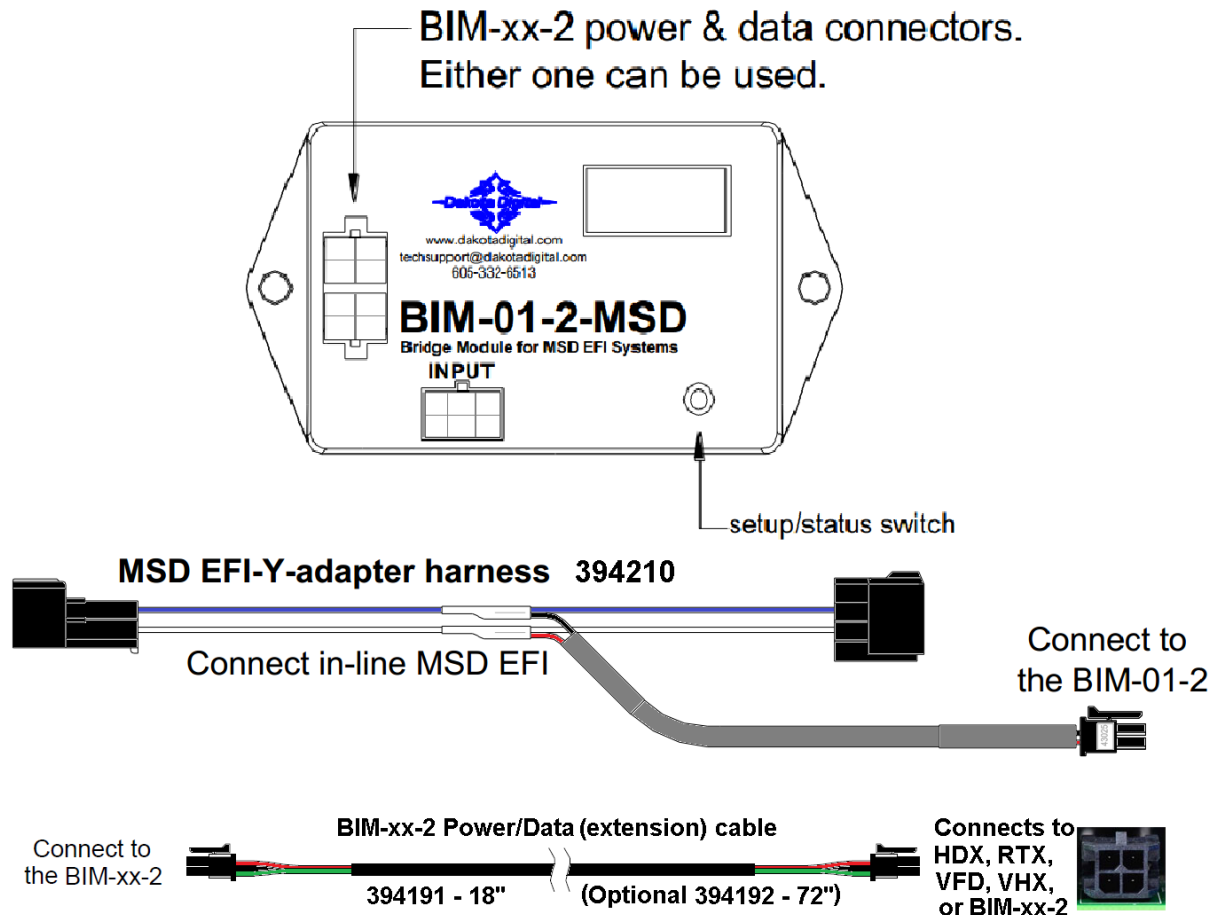 BIM-xx-2 power & data connectors.
Either one can be used.
Dakota Digital
www.dakotadigital.com
techsupport@dakotadigital.com
605-332-6513
BIM-01-2-MSD
Bridge Module for MSD EFI Systems
INPUT
setup/status switch
MSD EFI-Y-adapter harness 394210
Connect in-line MSD EFI
Connect to
the BIM-01-2
43025
BIM-xx-2 Power/Data (extension) cable
Connect to
the BIM-xx-2
394191 - 18"
(Optional 394192 - 72")
Connects to
HDX, RTX,
VFD, VHX,
or BIM-xx-2